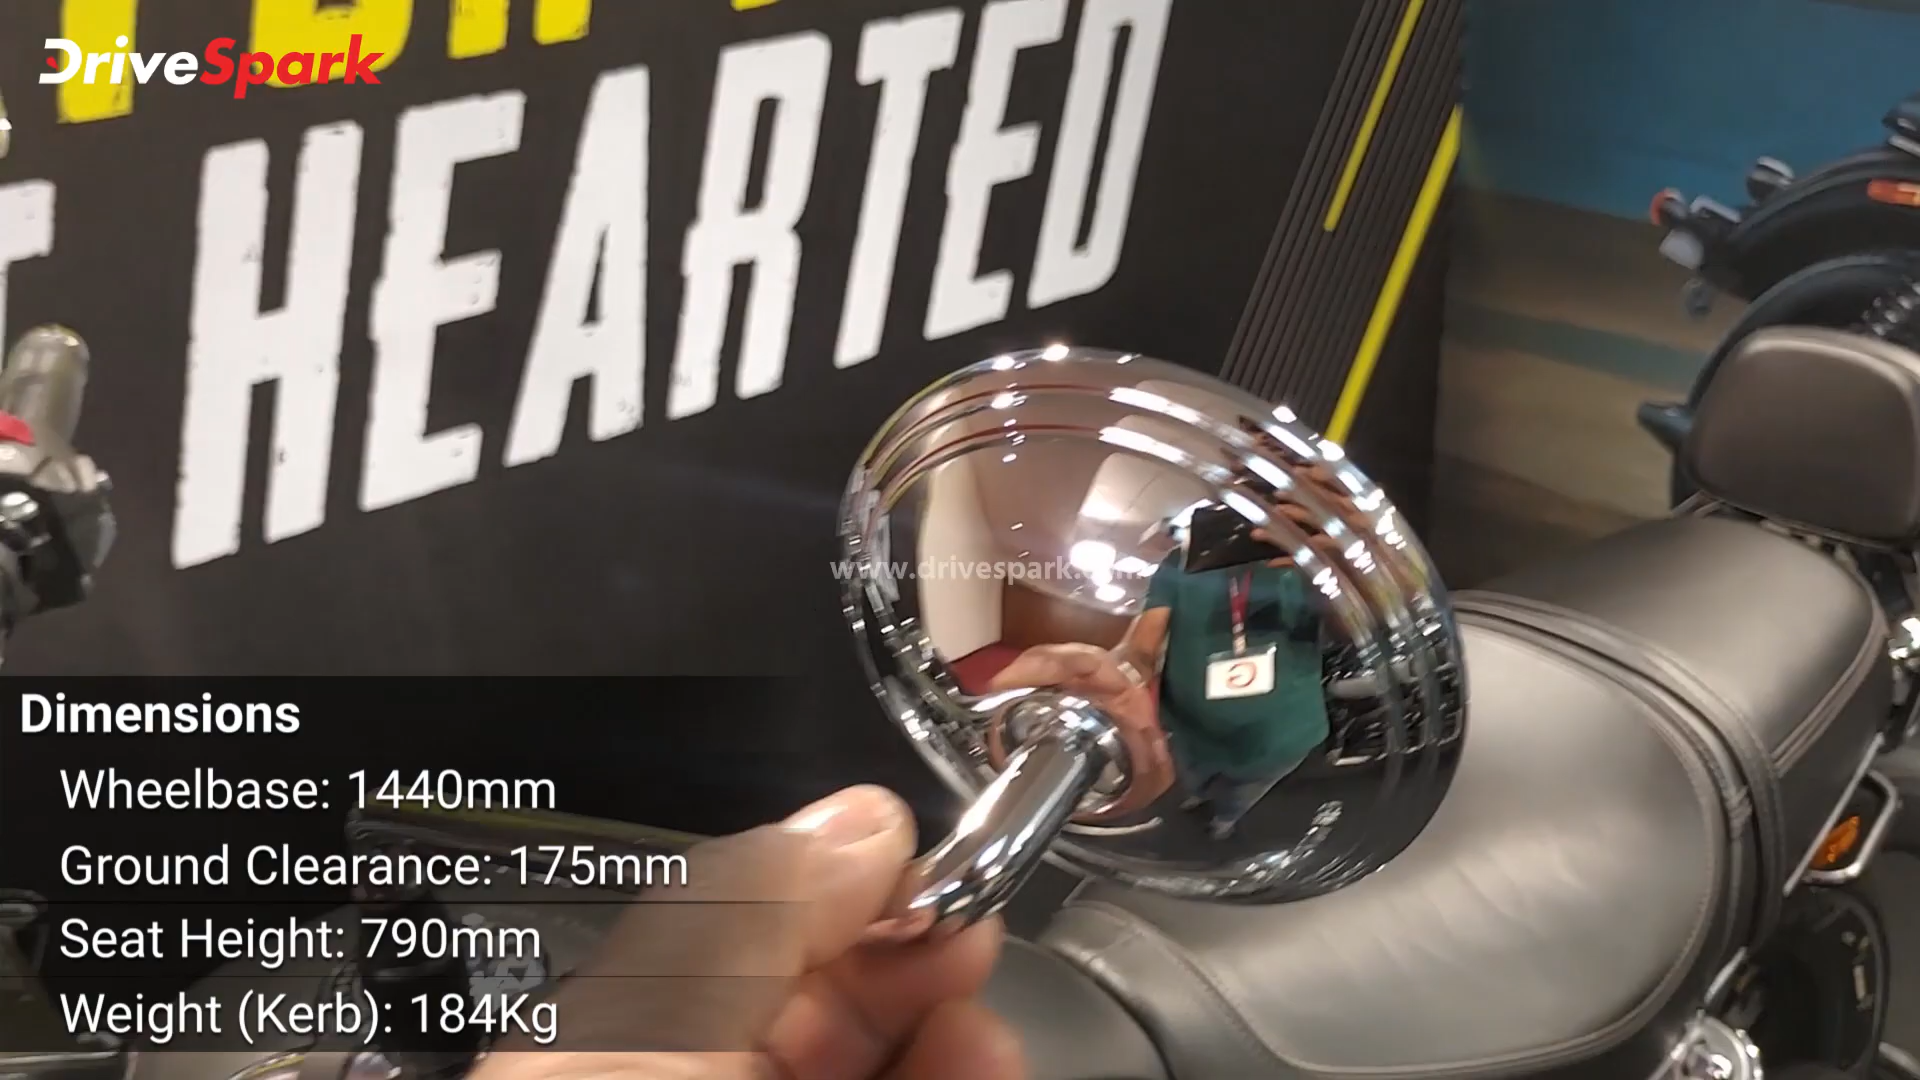 DriveSpark
HEARTED
www.drivespark.com
Dimensions
Wheelbase: 1440mm
Ground Clearance: 175mm
Seat Height: 790mm
Weight (Kerb): 184Kg